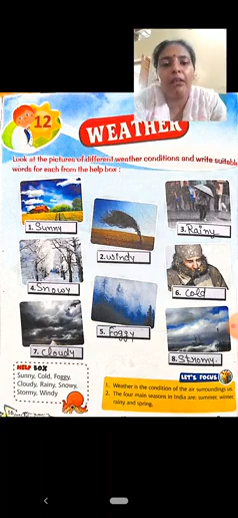 12
WEATHER
Look at the pictures of different weather conditions and write suitable
words for each from the help box :
1. Sunny
2. windy
3. Rainy
4. Snowy
5. Foggy
6. Cold
7. Cloudy
8. Stromy.
HELP BOX
Sunny, Cold, Foggy,
Cloudy, Rainy, Snowy,
Stormy, Windy
LET'S FOCUS
1. Weather is the condition of the air surrounding us
2. The four main seasons in India are: summer, winter,
rainy and spring.